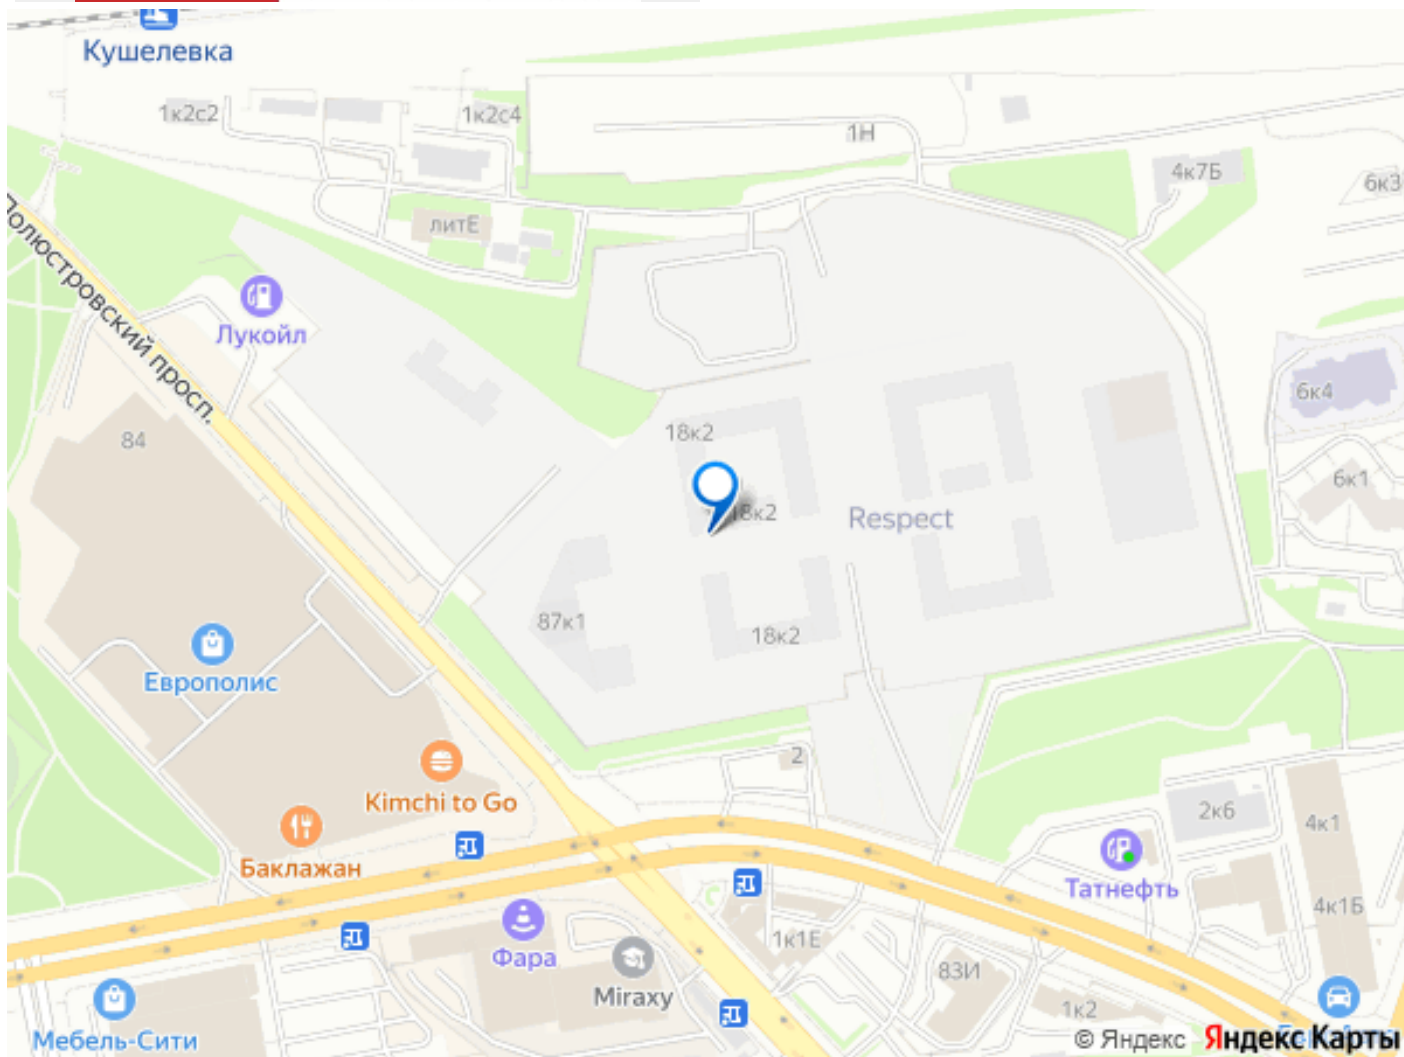 Кушелевка
1к2с2
1к2с4
1Н
4к7Б
6к3
литЕ
Полюстровский просп.
Лукойл
6к4
84
18к2
6к1
18к2
Respect
87к1
18к2
Европолис
2
Kimchi to Go
2к6
4к1
Баклажан
Татнефть
4к1Б
Фара
1к1Е
83И
Miraxy
1к2
Мебель-Сити
© Яндекс Яндекс Карты